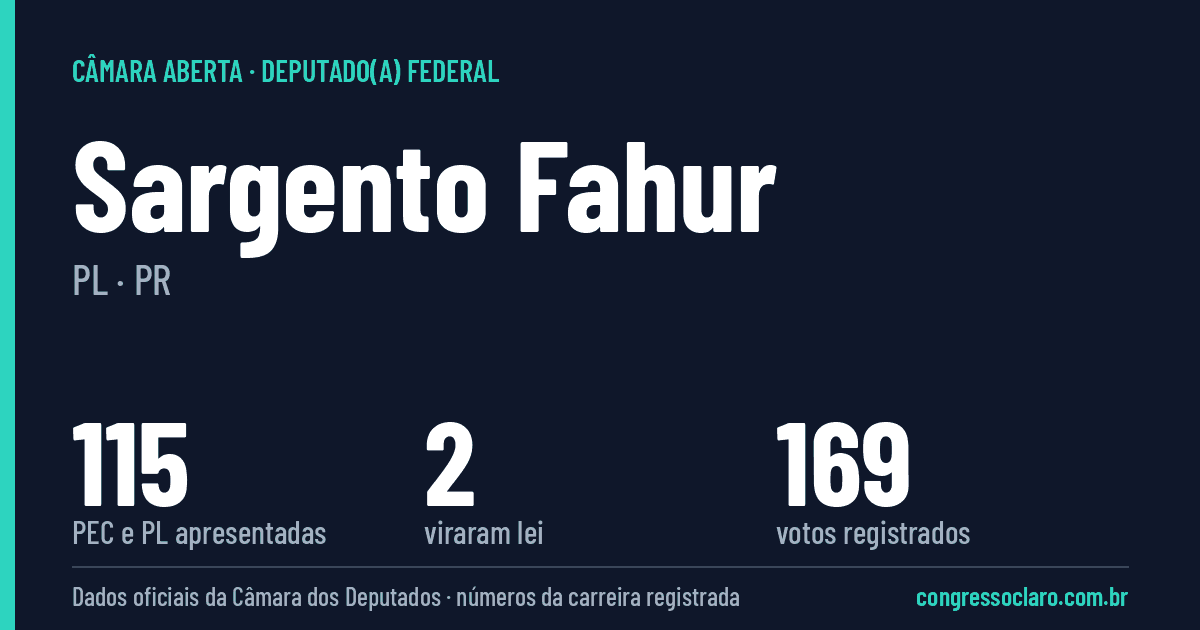 CÂMARA ABERTA · DEPUTADO(A) FEDERAL
Sargento Fahur
PL · PR
115
PEC e PL apresentadas
2
viraram lei
169
votos registrados
Dados oficiais da Câmara dos Deputados · números da carreira registrada
congressoclaro.com.br